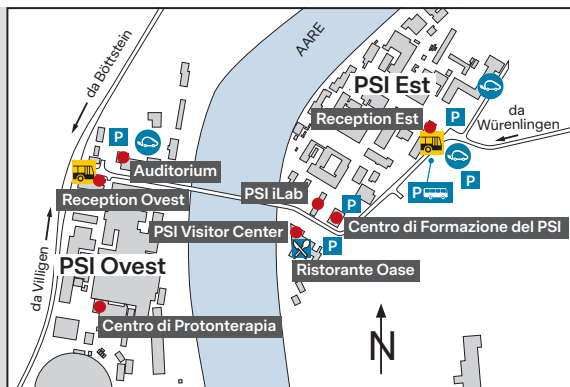 da Böttstein
AARE
PSI Est
P
Reception Est
P
da
Würenlingen
P
Auditorium
P
P
Reception Ovest
PSI iLab
P
Centro di Formazione del PSI
PSI Visitor Center
P
Ristorante Oase
PSI Ovest
da Villigen
Centro di Protonterapia
N